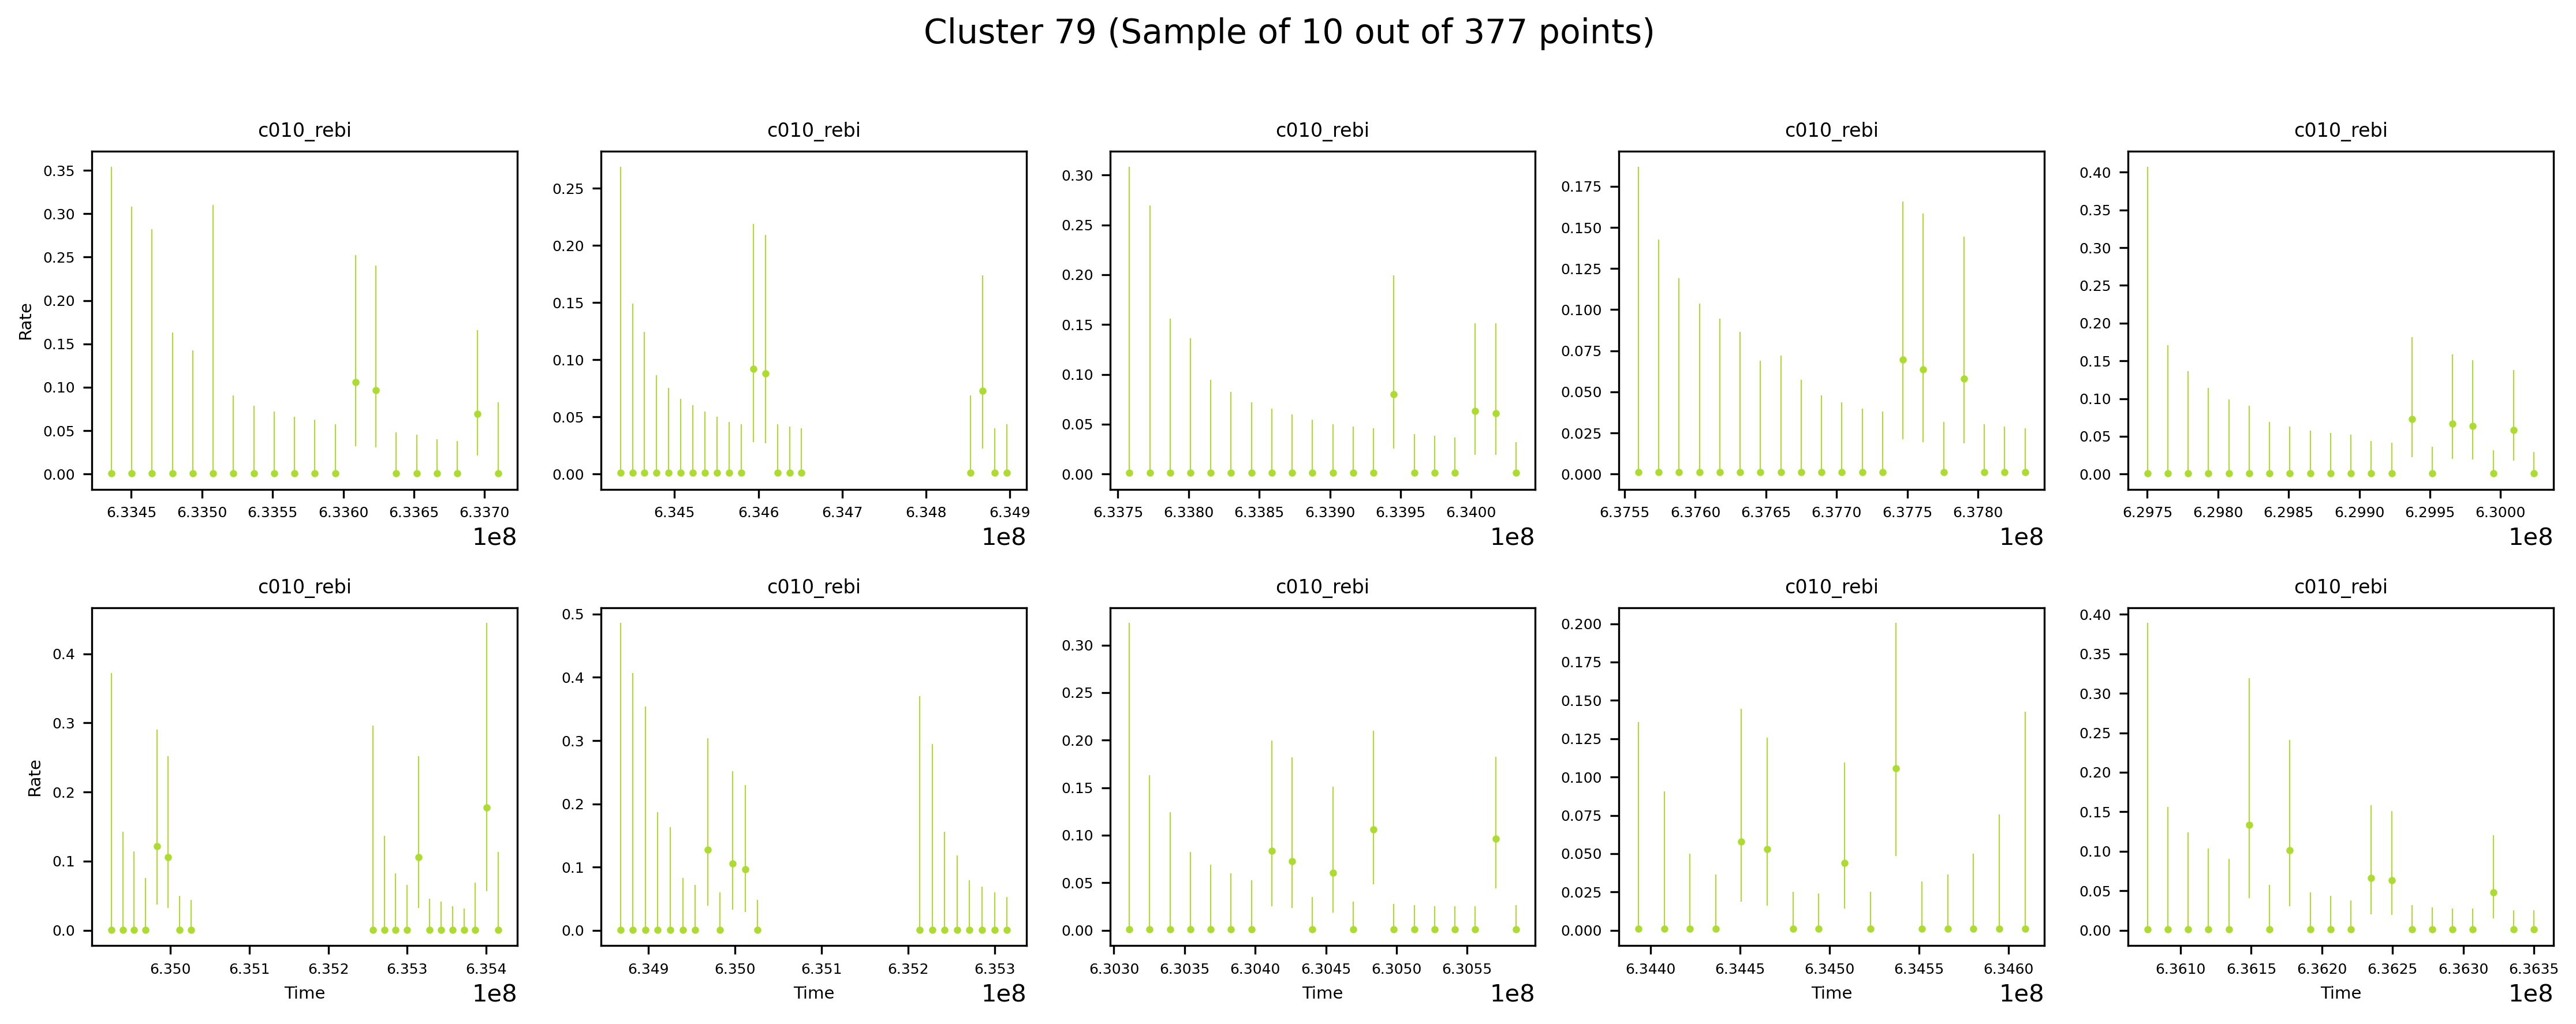 Cluster 79 (Sample of 10 out of 377 points)
c010_rebi c010_rebi c010_rebi c010_rebi c010_rebi
Rate
0.35 0.30 0.25 0.20 0.15 0.10 0.05 0.00
6.3345 6.3350 6.3355 6.3360 6.3365 6.3370
1e8
0.25 0.20 0.15 0.10 0.05 0.00
6.345 6.346 6.347 6.348 6.349
1e8
0.30 0.25 0.20 0.15 0.10 0.05 0.00
6.3375 6.3380 6.3385 6.3390 6.3395 6.3400
1e8
0.175 0.150 0.125 0.100 0.075 0.050 0.025 0.000
6.3755 6.3760 6.3765 6.3770 6.3775 6.3780
1e8
0.40 0.35 0.30 0.25 0.20 0.15 0.10 0.05 0.00
6.2975 6.2980 6.2985 6.2990 6.2995 6.3000
1e8
c010_rebi c010_rebi c010_rebi c010_rebi c010_rebi
Rate
0.4 0.3 0.2 0.1 0.0
6.350 6.351 6.352 6.353 6.354
Time 1e8
0.5 0.4 0.3 0.2 0.1 0.0
6.349 6.350 6.351 6.352 6.353
Time 1e8
0.30 0.25 0.20 0.15 0.10 0.05 0.00
6.3030 6.3035 6.3040 6.3045 6.3050 6.3055
Time 1e8
0.200 0.175 0.150 0.125 0.100 0.075 0.050 0.025 0.000
6.3440 6.3445 6.3450 6.3455 6.3460
Time 1e8
0.40 0.35 0.30 0.25 0.20 0.15 0.10 0.05 0.00
6.3610 6.3615 6.3620 6.3625 6.3630 6.3635
Time 1e8